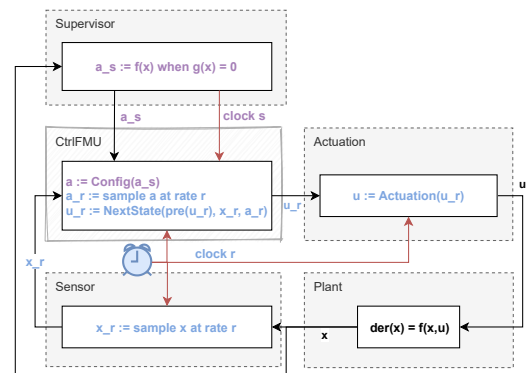 Supervisor
a_s := f(x) when g(x) = 0
a_s
clock s
CtrlFMU
a := Config(a_s)
a_r := sample a at rate r
u_r := NextState(pre(u_r), x_r, a_r)
u_r
Actuation
u := Actuation(u_r)
u
x_r
clock r
Sensor
x_r := sample x at rate r
x
Plant
der(x) = f(x,u)